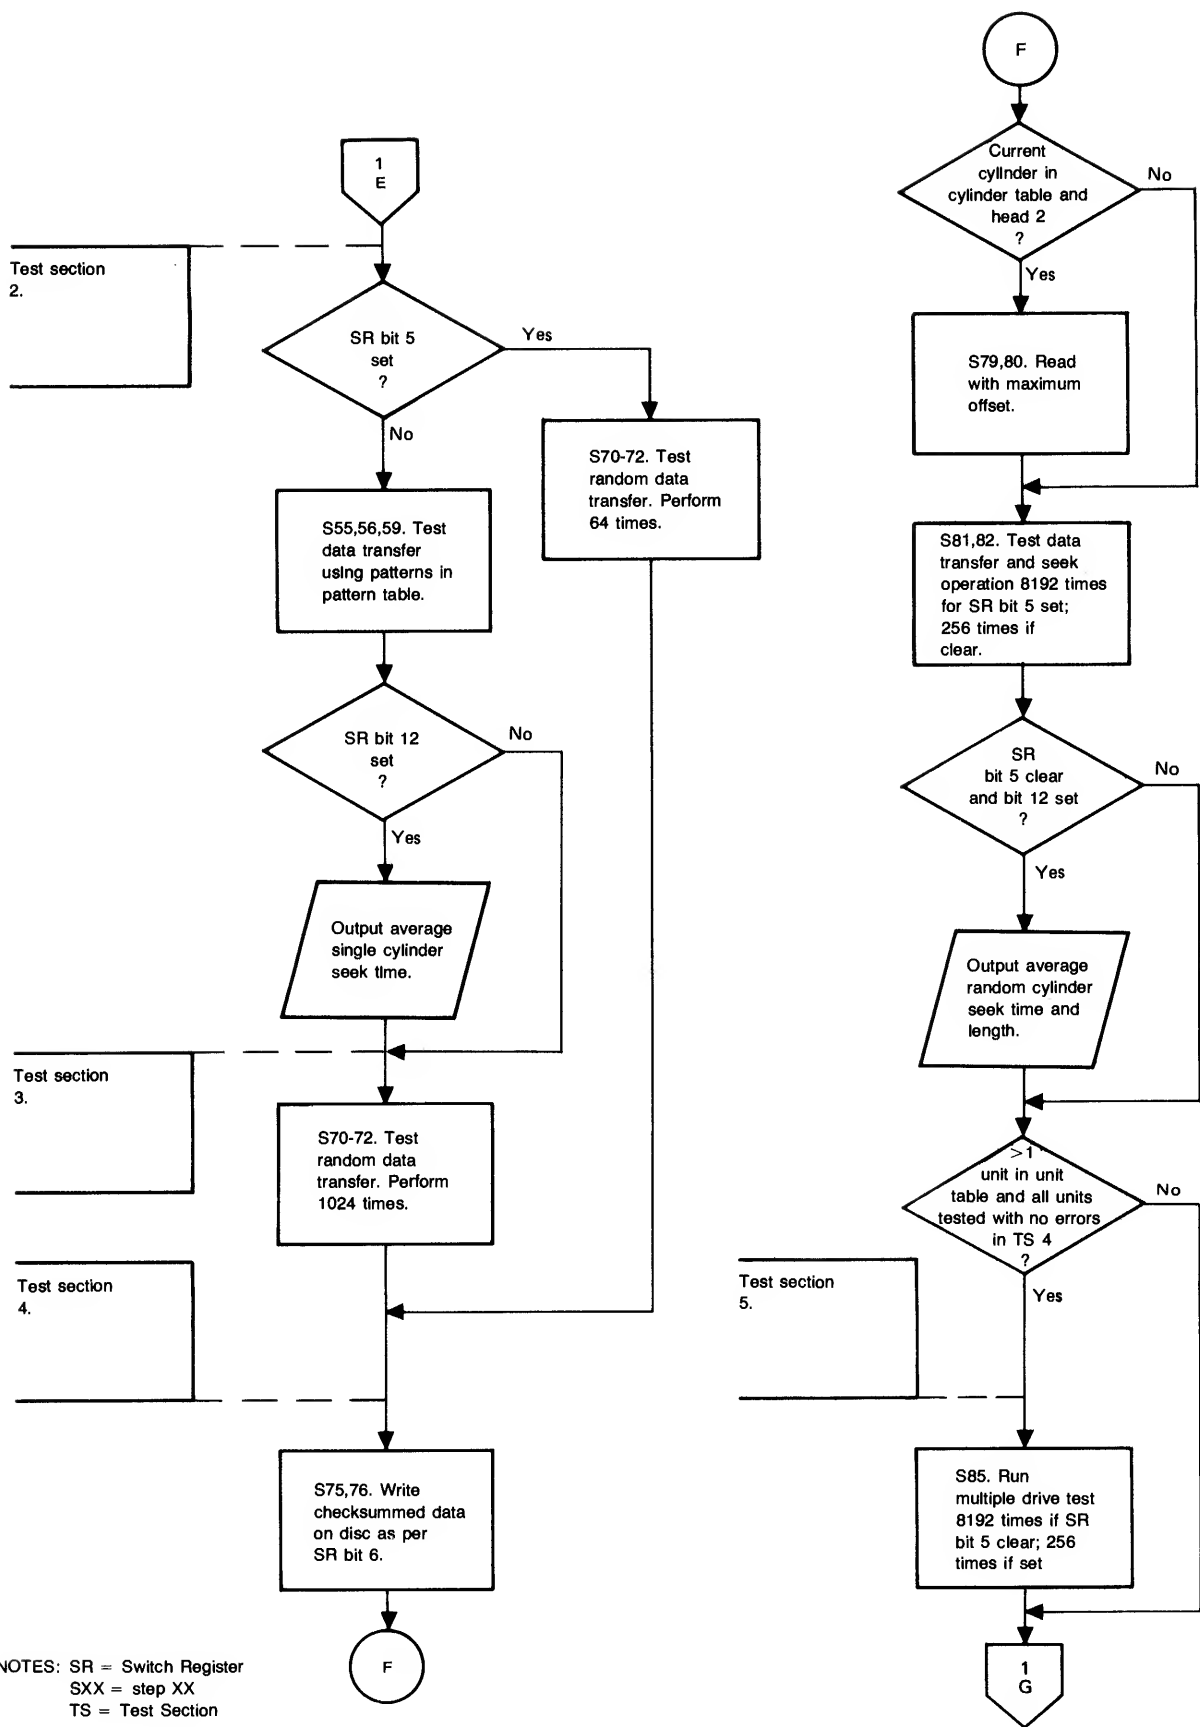 1
E
Test section
2.
SR bit 5
set
?
Yes
No
S70-72. Test
random data
transfer. Perform
64 times.
S55,56,59. Test
data transfer
using patterns in
pattern table.
SR bit 12
set
?
No
Yes
Output average
single cylinder
seek time.
Test section
3.
S70-72. Test
random data
transfer. Perform
1024 times.
Test section
4.
S75,76. Write
checksummed data
on disc as per
SR bit 6.
F
NOTES: SR = Switch Register
SXX = step XX
TS = Test Section
F
Current
cylinder in
cylinder table and
head 2
?
No
Yes
S79,80. Read
with maximum
offset.
S81,82. Test data
transfer and seek
operation 8192 times
for SR bit 5 set;
256 times if
clear.
SR
bit 5 clear
and bit 12 set
?
No
Yes
Output average
random cylinder
seek time and
length.
>1
unit in unit
table and all units
tested with no errors
in TS 4
?
No
Yes
Test section
5.
S85. Run
multiple drive test
8192 times if SR
bit 5 clear; 256
times if set
1
G